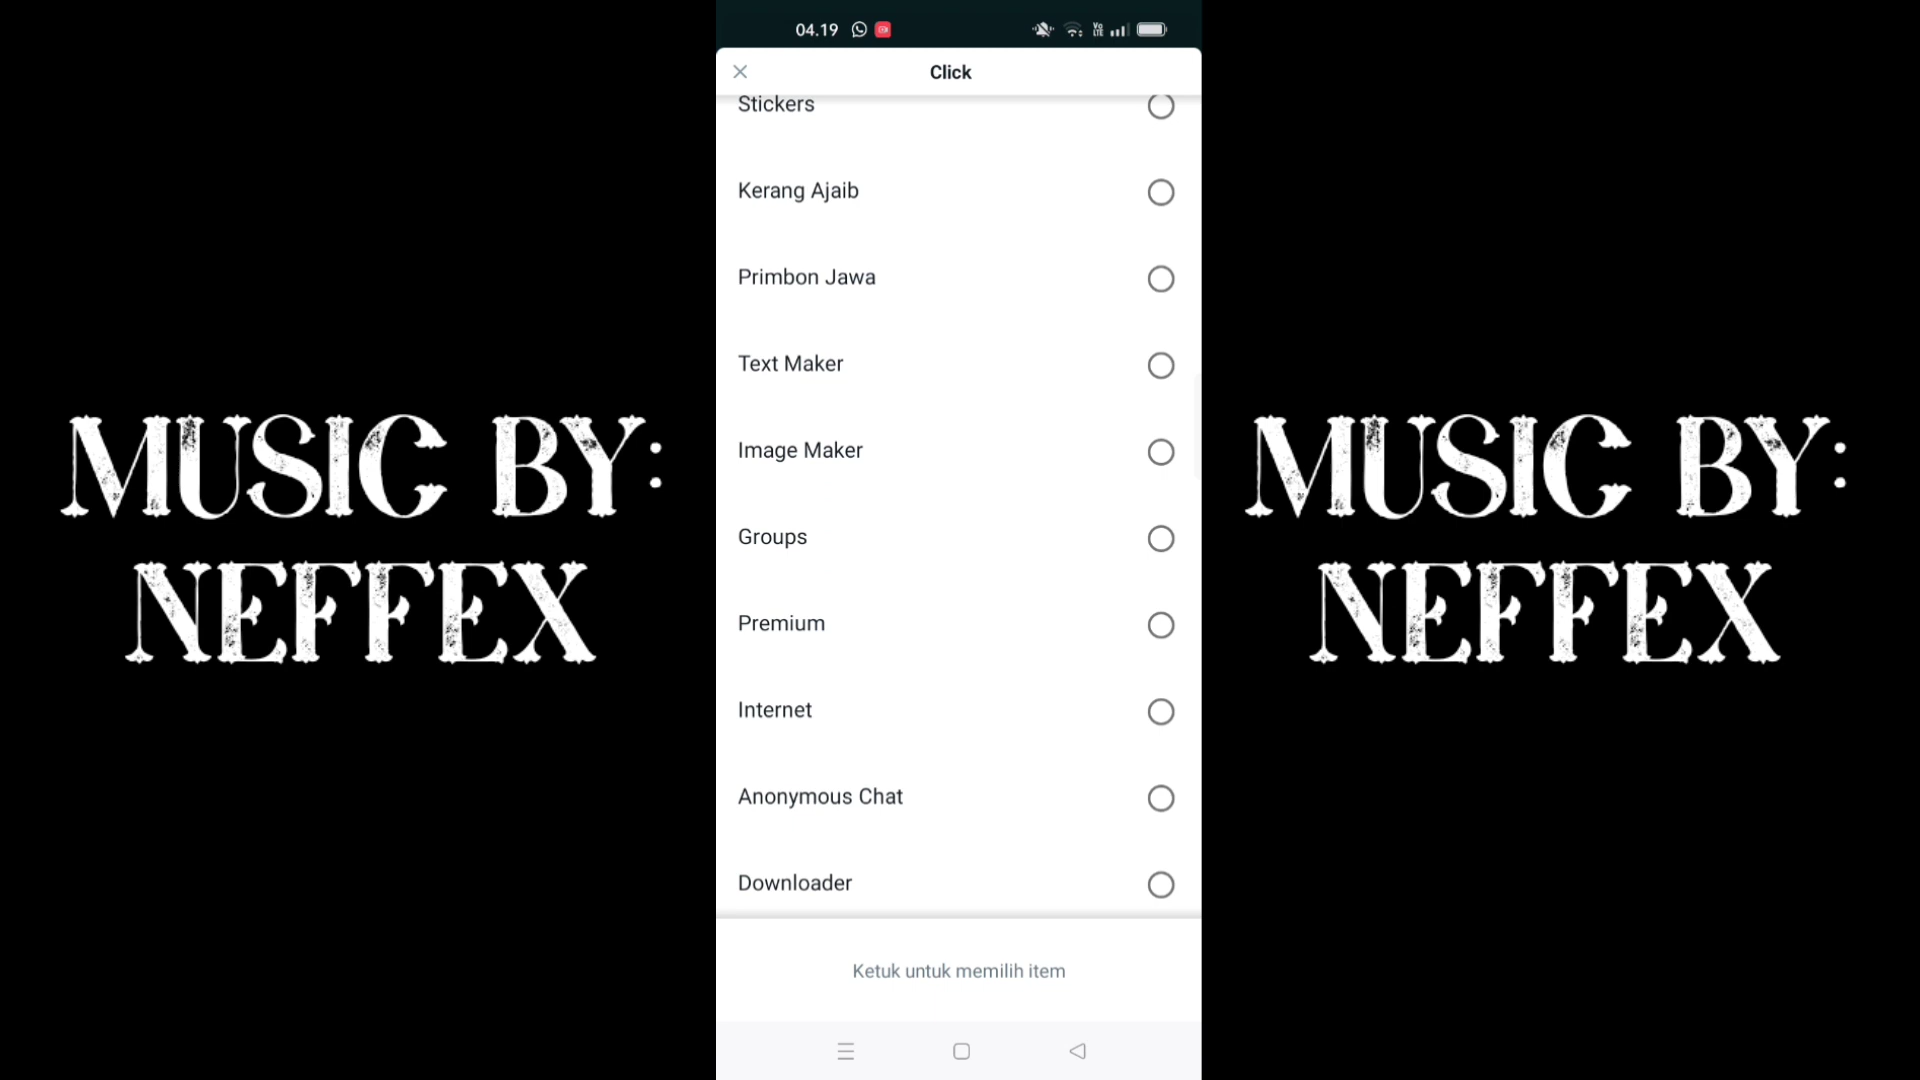 04.19
Click
Stickers
Kerang Ajaib
Primbon Jawa
Text Maker
Image Maker
Groups
Premium
Internet
Anonymous Chat
Downloader
Ketuk untuk memilih item
MUSIC BY:
NEFFEX
MUSIC BY:
NEFFEX